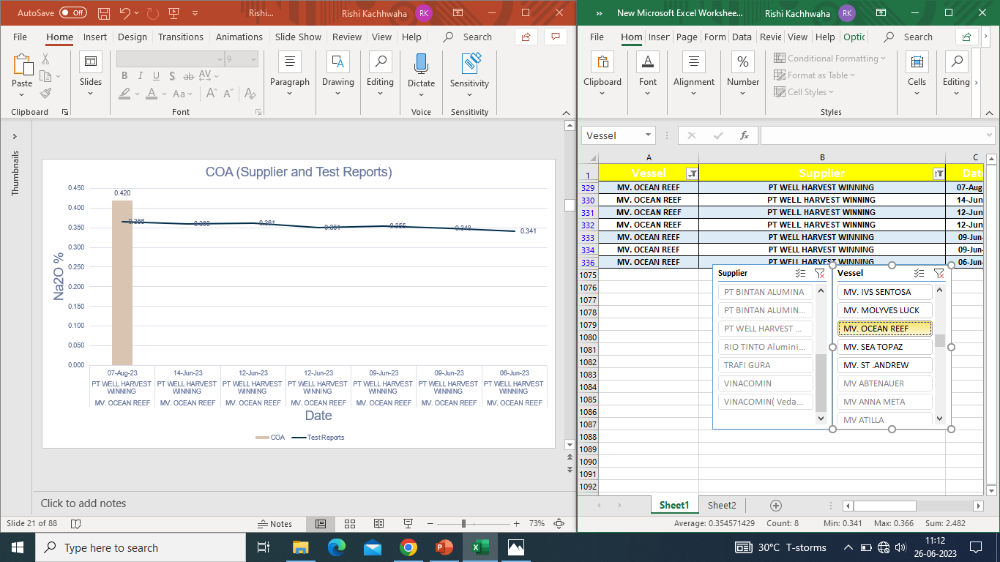 AutoSave Off Rishi... Rishi Kachhwaha RK
File Home Insert Design Transitions Animations Slide Show Review View Help Search
Paste Slides 9 Paragraph Drawing Editing Dictate Sensitivity
B I U S ab AV
A Aa A A A
Clipboard Font Voice Sensitivity
Thumbnails
COA (Supplier and Test Reports)
Na2O %
0.450
0.400
0.350
0.300
0.250
0.200
0.150
0.100
0.050
0.000
0.420
0.366 0.360 0.361 0.351 0.355 0.348 0.341
07-Aug-23 14-Jun-23 12-Jun-23 12-Jun-23 09-Jun-23 09-Jun-23 06-Jun-23
PT WELL HARVEST PT WELL HARVEST PT WELL HARVEST PT WELL HARVEST PT WELL HARVEST PT WELL HARVEST PT WELL HARVEST
WINNING WINNING WINNING WINNING WINNING WINNING WINNING
MV. OCEAN REEF MV. OCEAN REEF MV. OCEAN REEF MV. OCEAN REEF MV. OCEAN REEF MV. OCEAN REEF MV. OCEAN REEF
Date
COA Test Reports
Click to add notes
Slide 21 of 88 Notes 73%
New Microsoft Excel Workshee... Rishi Kachhwaha RK
File Hom Inser Page Form Data Revie View Help Optic Search
Clipboard Font Alignment Number Conditional Formatting Format as Table Cell Styles Cells Editing
Styles
Vessel fx
A B C
1 Vessel Supplier Dat
329 MV. OCEAN REEF PT WELL HARVEST WINNING 07-Aug
330 MV. OCEAN REEF PT WELL HARVEST WINNING 14-Jun
331 MV. OCEAN REEF PT WELL HARVEST WINNING 12-Jun
332 MV. OCEAN REEF PT WELL HARVEST WINNING 12-Jun
333 MV. OCEAN REEF PT WELL HARVEST WINNING 09-Jun-
334 MV. OCEAN REEF PT WELL HARVEST WINNING 09-Jun-
336 MV. OCEAN REEF PT WELL HARVEST WINNING 06-Jun-
1075
1076
1077
1078
1079
1080
1081
1082
1083
1084
1085
1086
1087
1088
1089
1090
1091
1092
Supplier
PT BINTAN ALUMINA
PT BINTAN ALUMIN...
PT WELL HARVEST ...
RIO TINTO Alumini...
TRAFI GURA
VINACOMIN
VINACOMIN( Veda...
Vessel
MV. IVS SENTOSA
MV. MOLYVES LUCK
MV. OCEAN REEF
MV. SEA TOPAZ
MV. ST .ANDREW
MV ABTENAUER
MV ANNA META
MV ATILLA
Sheet1 Sheet2
Average: 0.354571429 Count: 8 Min: 0.341 Max: 0.366 Sum: 2.482
Type here to search 30°C T-storms 11:12
26-06-2023